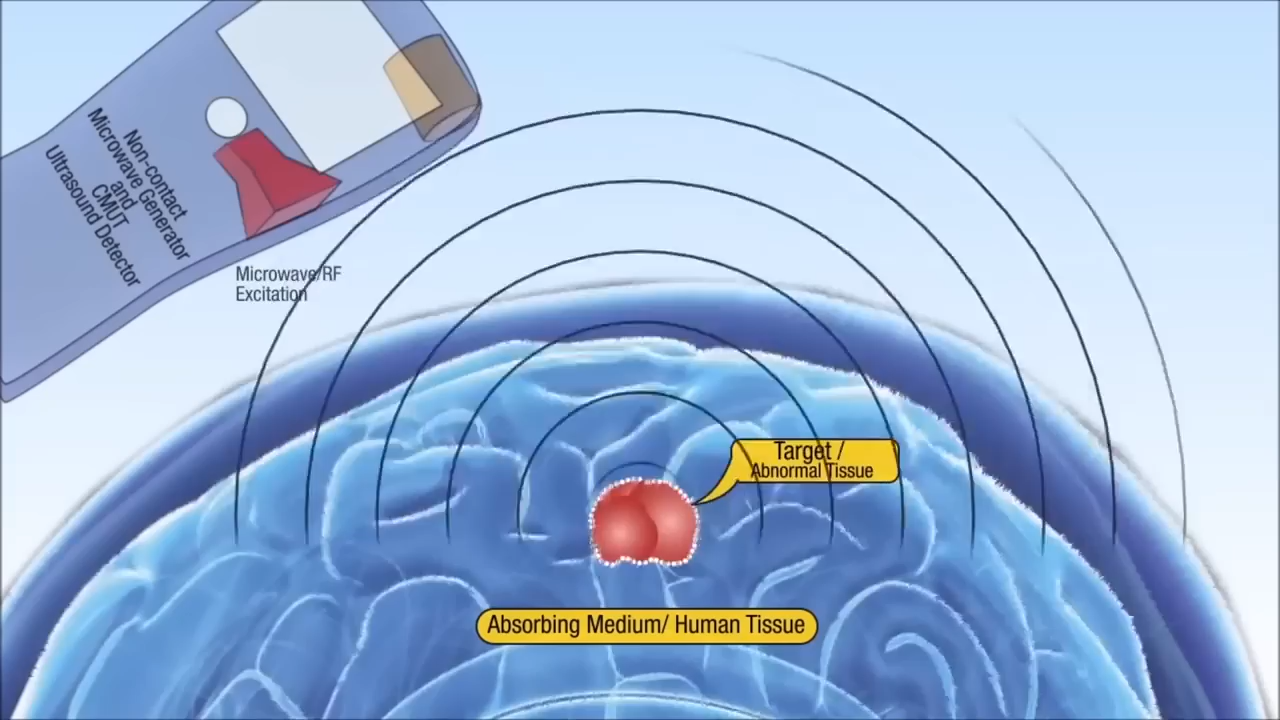 Non-contact
Microwave Generator
and
CMUT
Ultrasound Detector
Microwave/RF
Excitation
Target /
Abnormal Tissue
Absorbing Medium/ Human Tissue